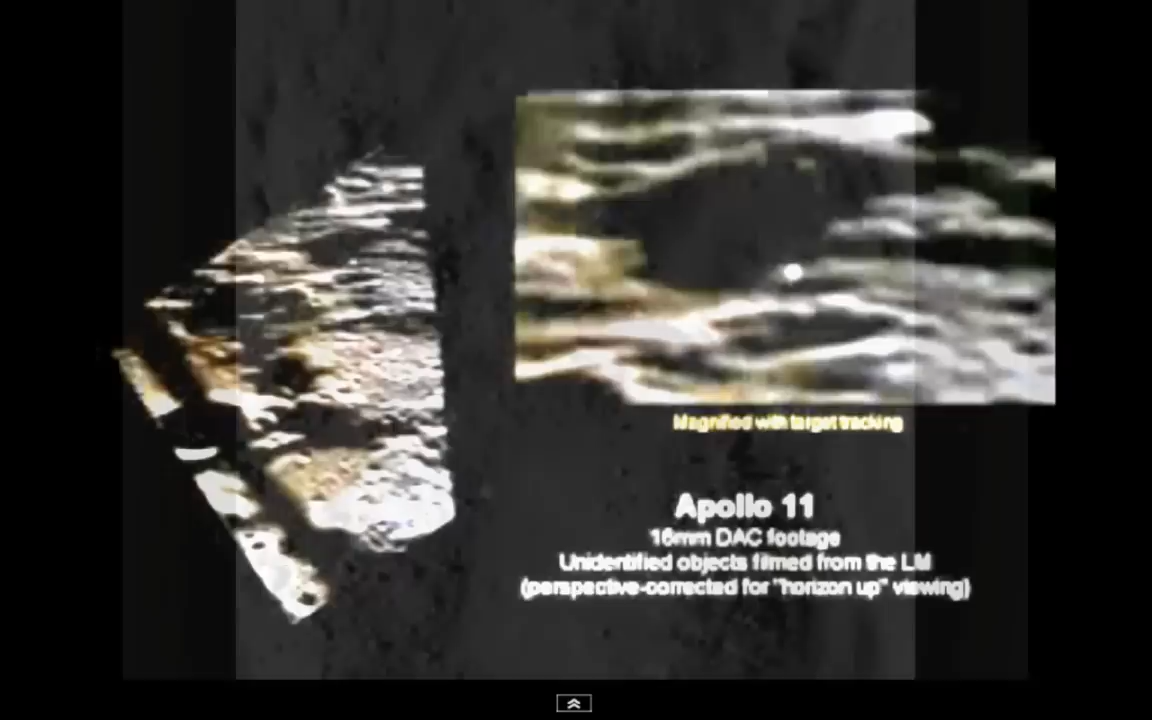 Magnified with target tracking
Apollo 11
16mm DAC footage
Unidentified objects filmed from the LM
(perspective-corrected for "horizon up" viewing)